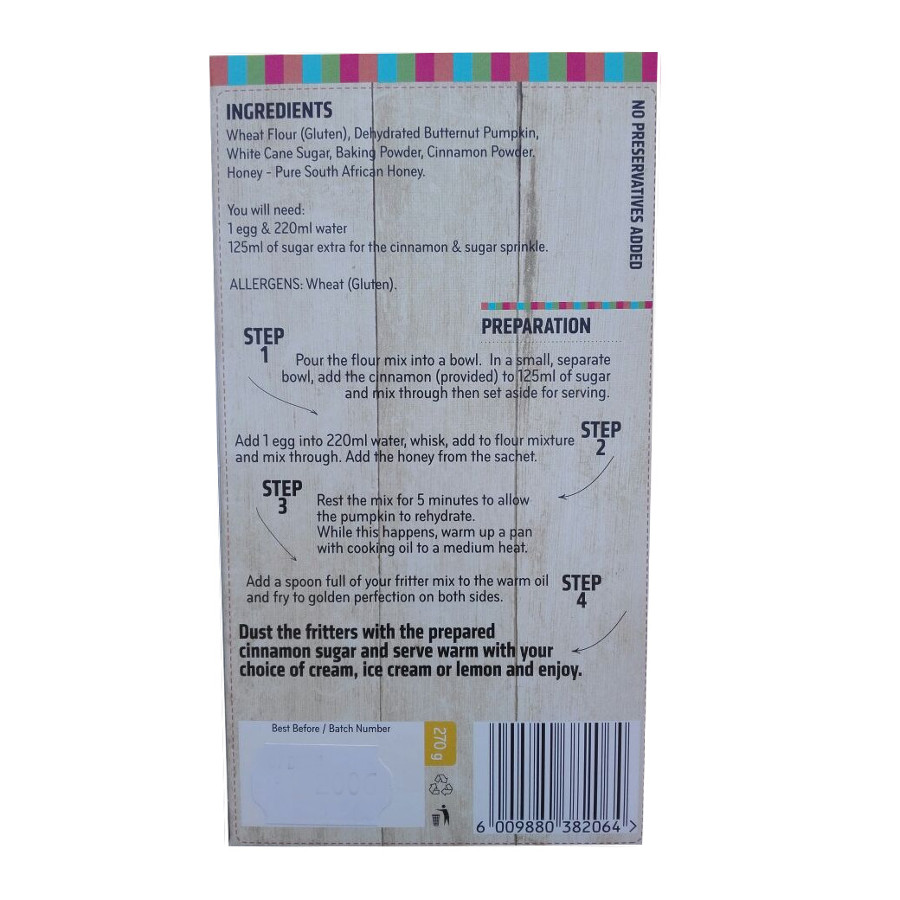 INGREDIENTS
Wheat Flour (Gluten), Dehydrated Butternut Pumpkin,
White Cane Sugar, Baking Powder, Cinnamon Powder.
Honey - Pure South African Honey.
NO PRESERVATIVES ADDED
You will need:
1 egg & 220ml water
125ml of sugar extra for the cinnamon & sugar sprinkle.
ALLERGENS: Wheat (Gluten).
PREPARATION
STEP
1
Pour the flour mix into a bowl. In a small, separate
bowl, add the cinnamon (provided) to 125ml of sugar
and mix through then set aside for serving.
STEP
2
Add 1 egg into 220ml water, whisk, add to flour mixture
and mix through. Add the honey from the sachet.
STEP
3
Rest the mix for 5 minutes to allow
the pumpkin to rehydrate.
While this happens, warm up a pan
with cooking oil to a medium heat.
STEP
4
Add a spoon full of your fritter mix to the warm oil
and fry to golden perfection on both sides.
Dust the fritters with the prepared
cinnamon sugar and serve warm with your
choice of cream, ice cream or lemon and enjoy.
Best Before / Batch Number
270 g
6 009880 382064 >